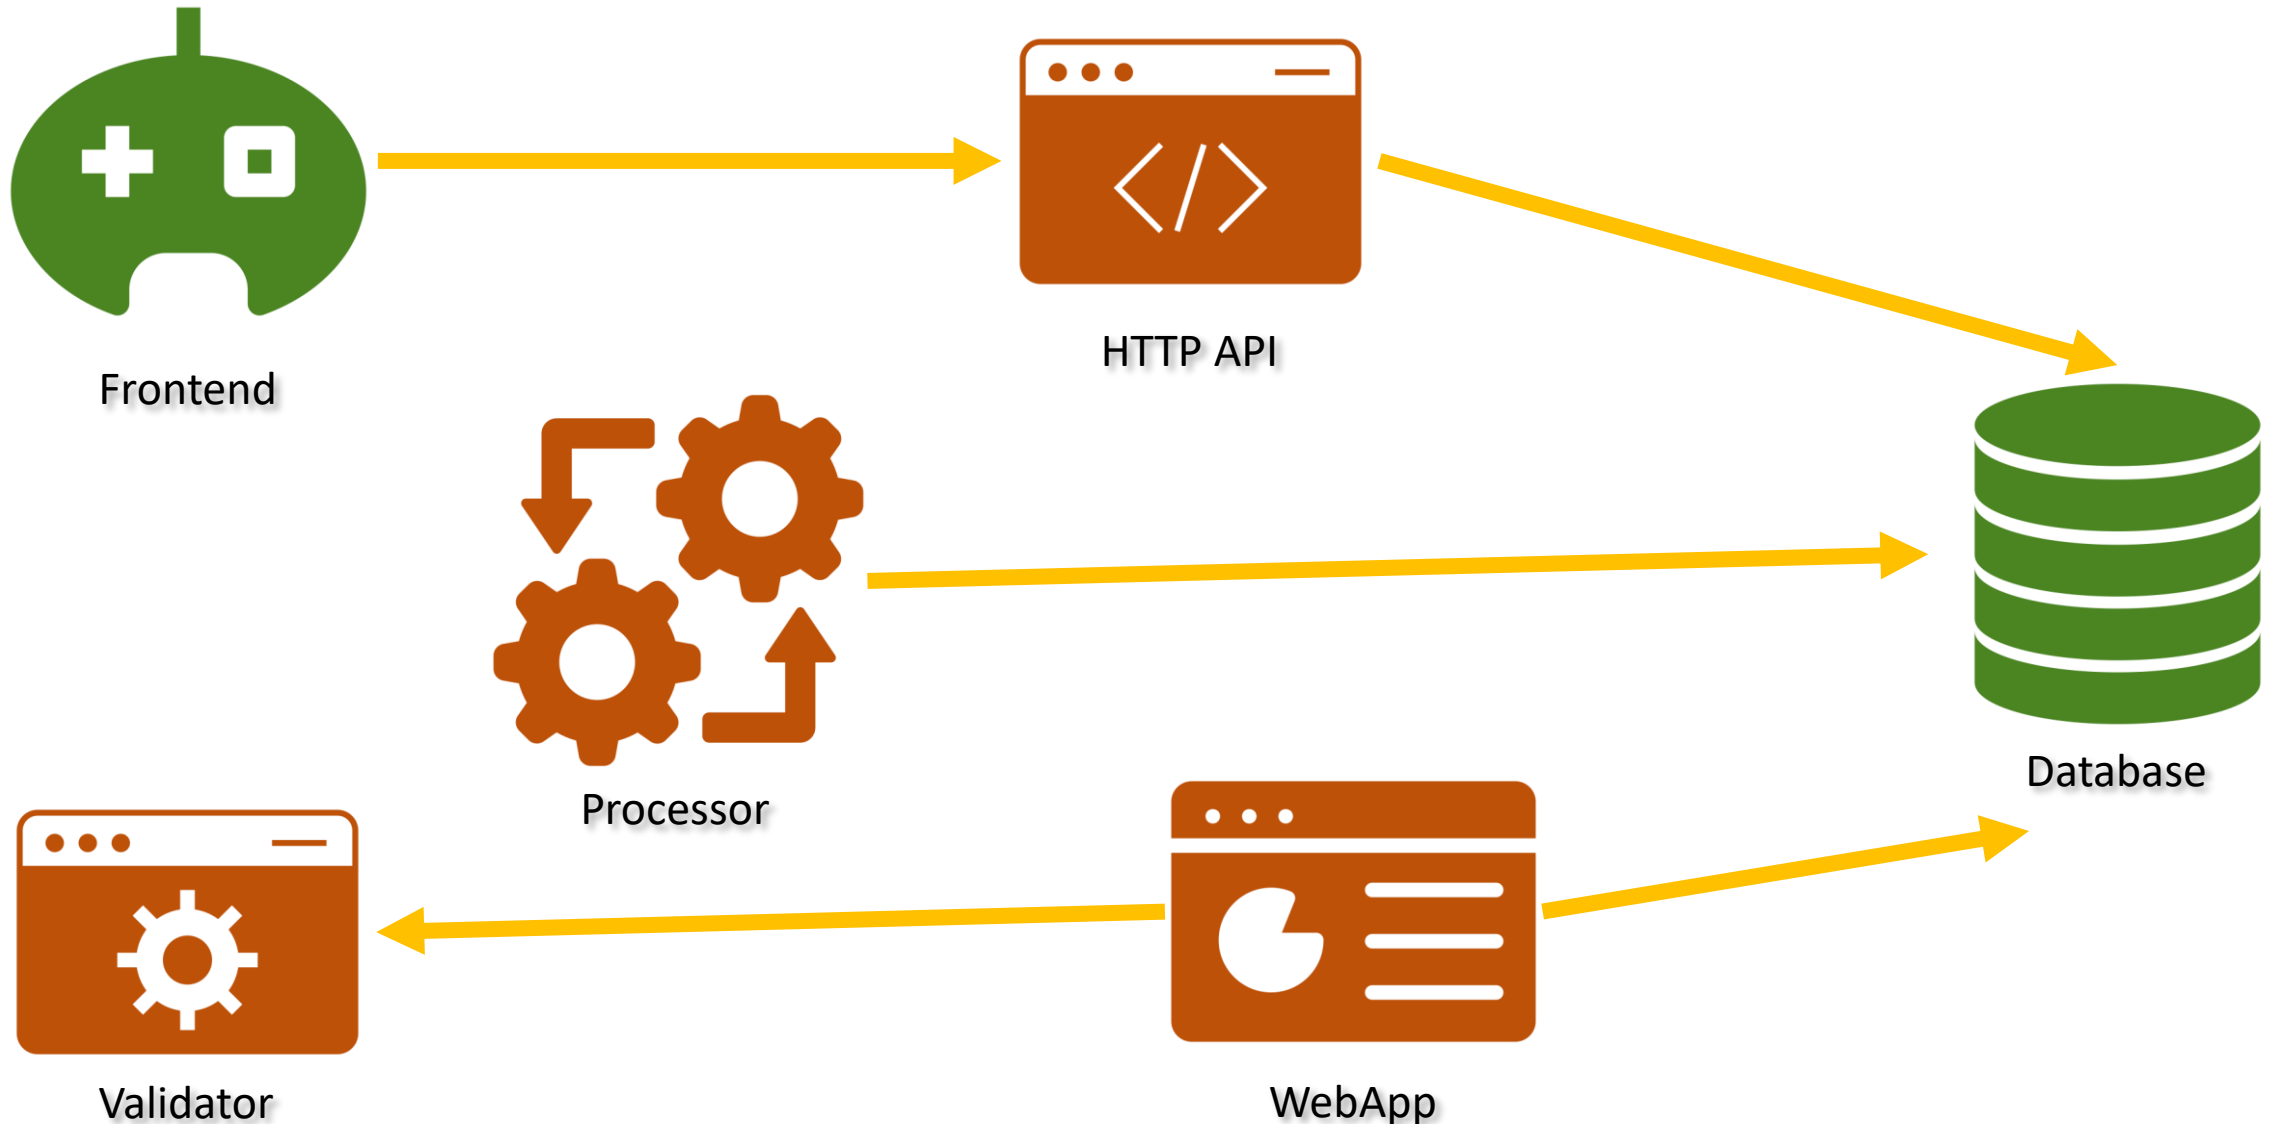 HTTP API
Frontend
Database
Processor
Validator
WebApp